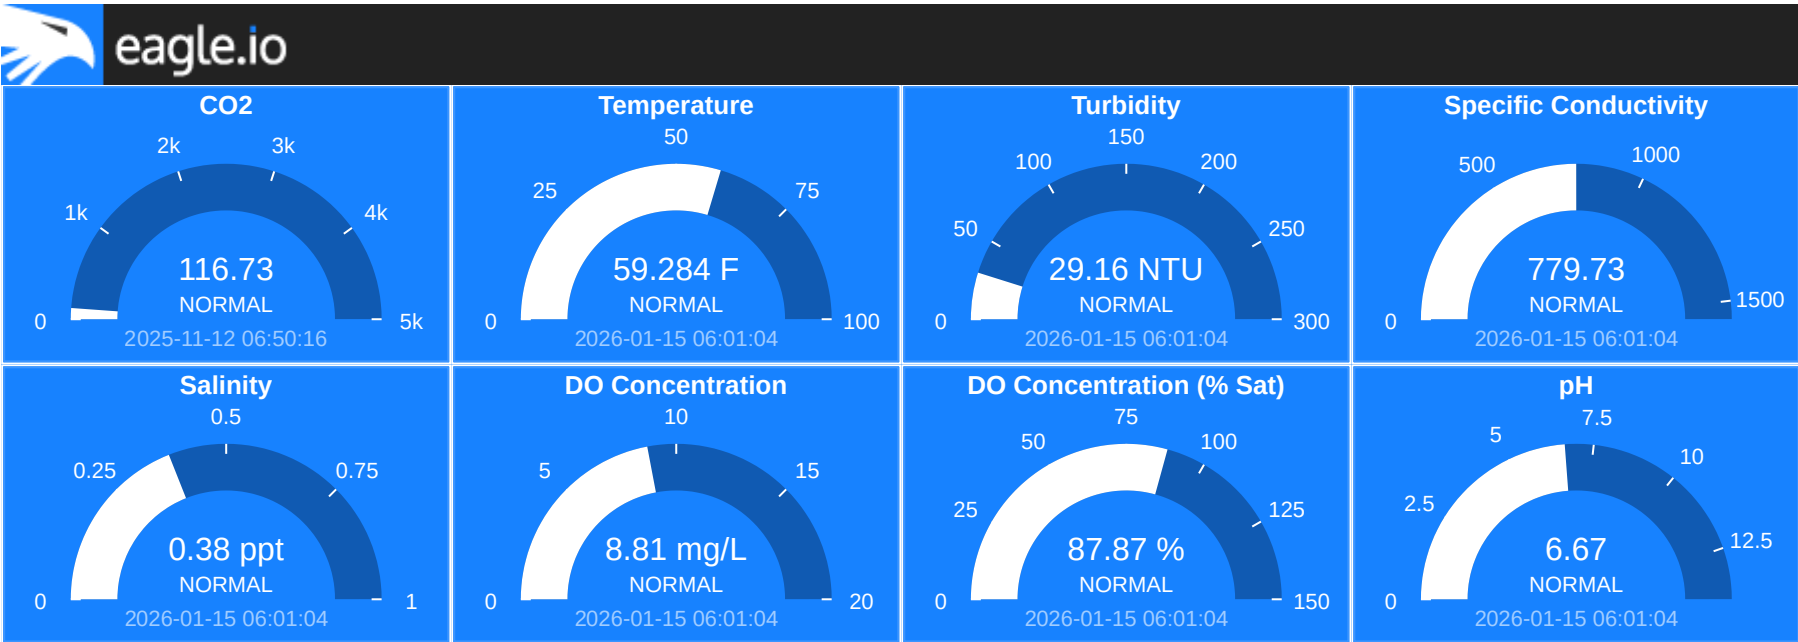 eagle.io
CO2
0
1k
2k
3k
4k
5k
116.73
NORMAL
2025-11-12 06:50:16
Temperature
0
25
50
75
100
59.284 F
NORMAL
2026-01-15 06:01:04
Turbidity
0
50
100
150
200
250
300
29.16 NTU
NORMAL
2026-01-15 06:01:04
Specific Conductivity
0
500
1000
1500
779.73
NORMAL
2026-01-15 06:01:04
Salinity
0
0.25
0.5
0.75
1
0.38 ppt
NORMAL
2026-01-15 06:01:04
DO Concentration
0
5
10
15
20
8.81 mg/L
NORMAL
2026-01-15 06:01:04
DO Concentration (% Sat)
0
25
50
75
100
125
150
87.87 %
NORMAL
2026-01-15 06:01:04
pH
0
2.5
5
7.5
10
12.5
6.67
NORMAL
2026-01-15 06:01:04